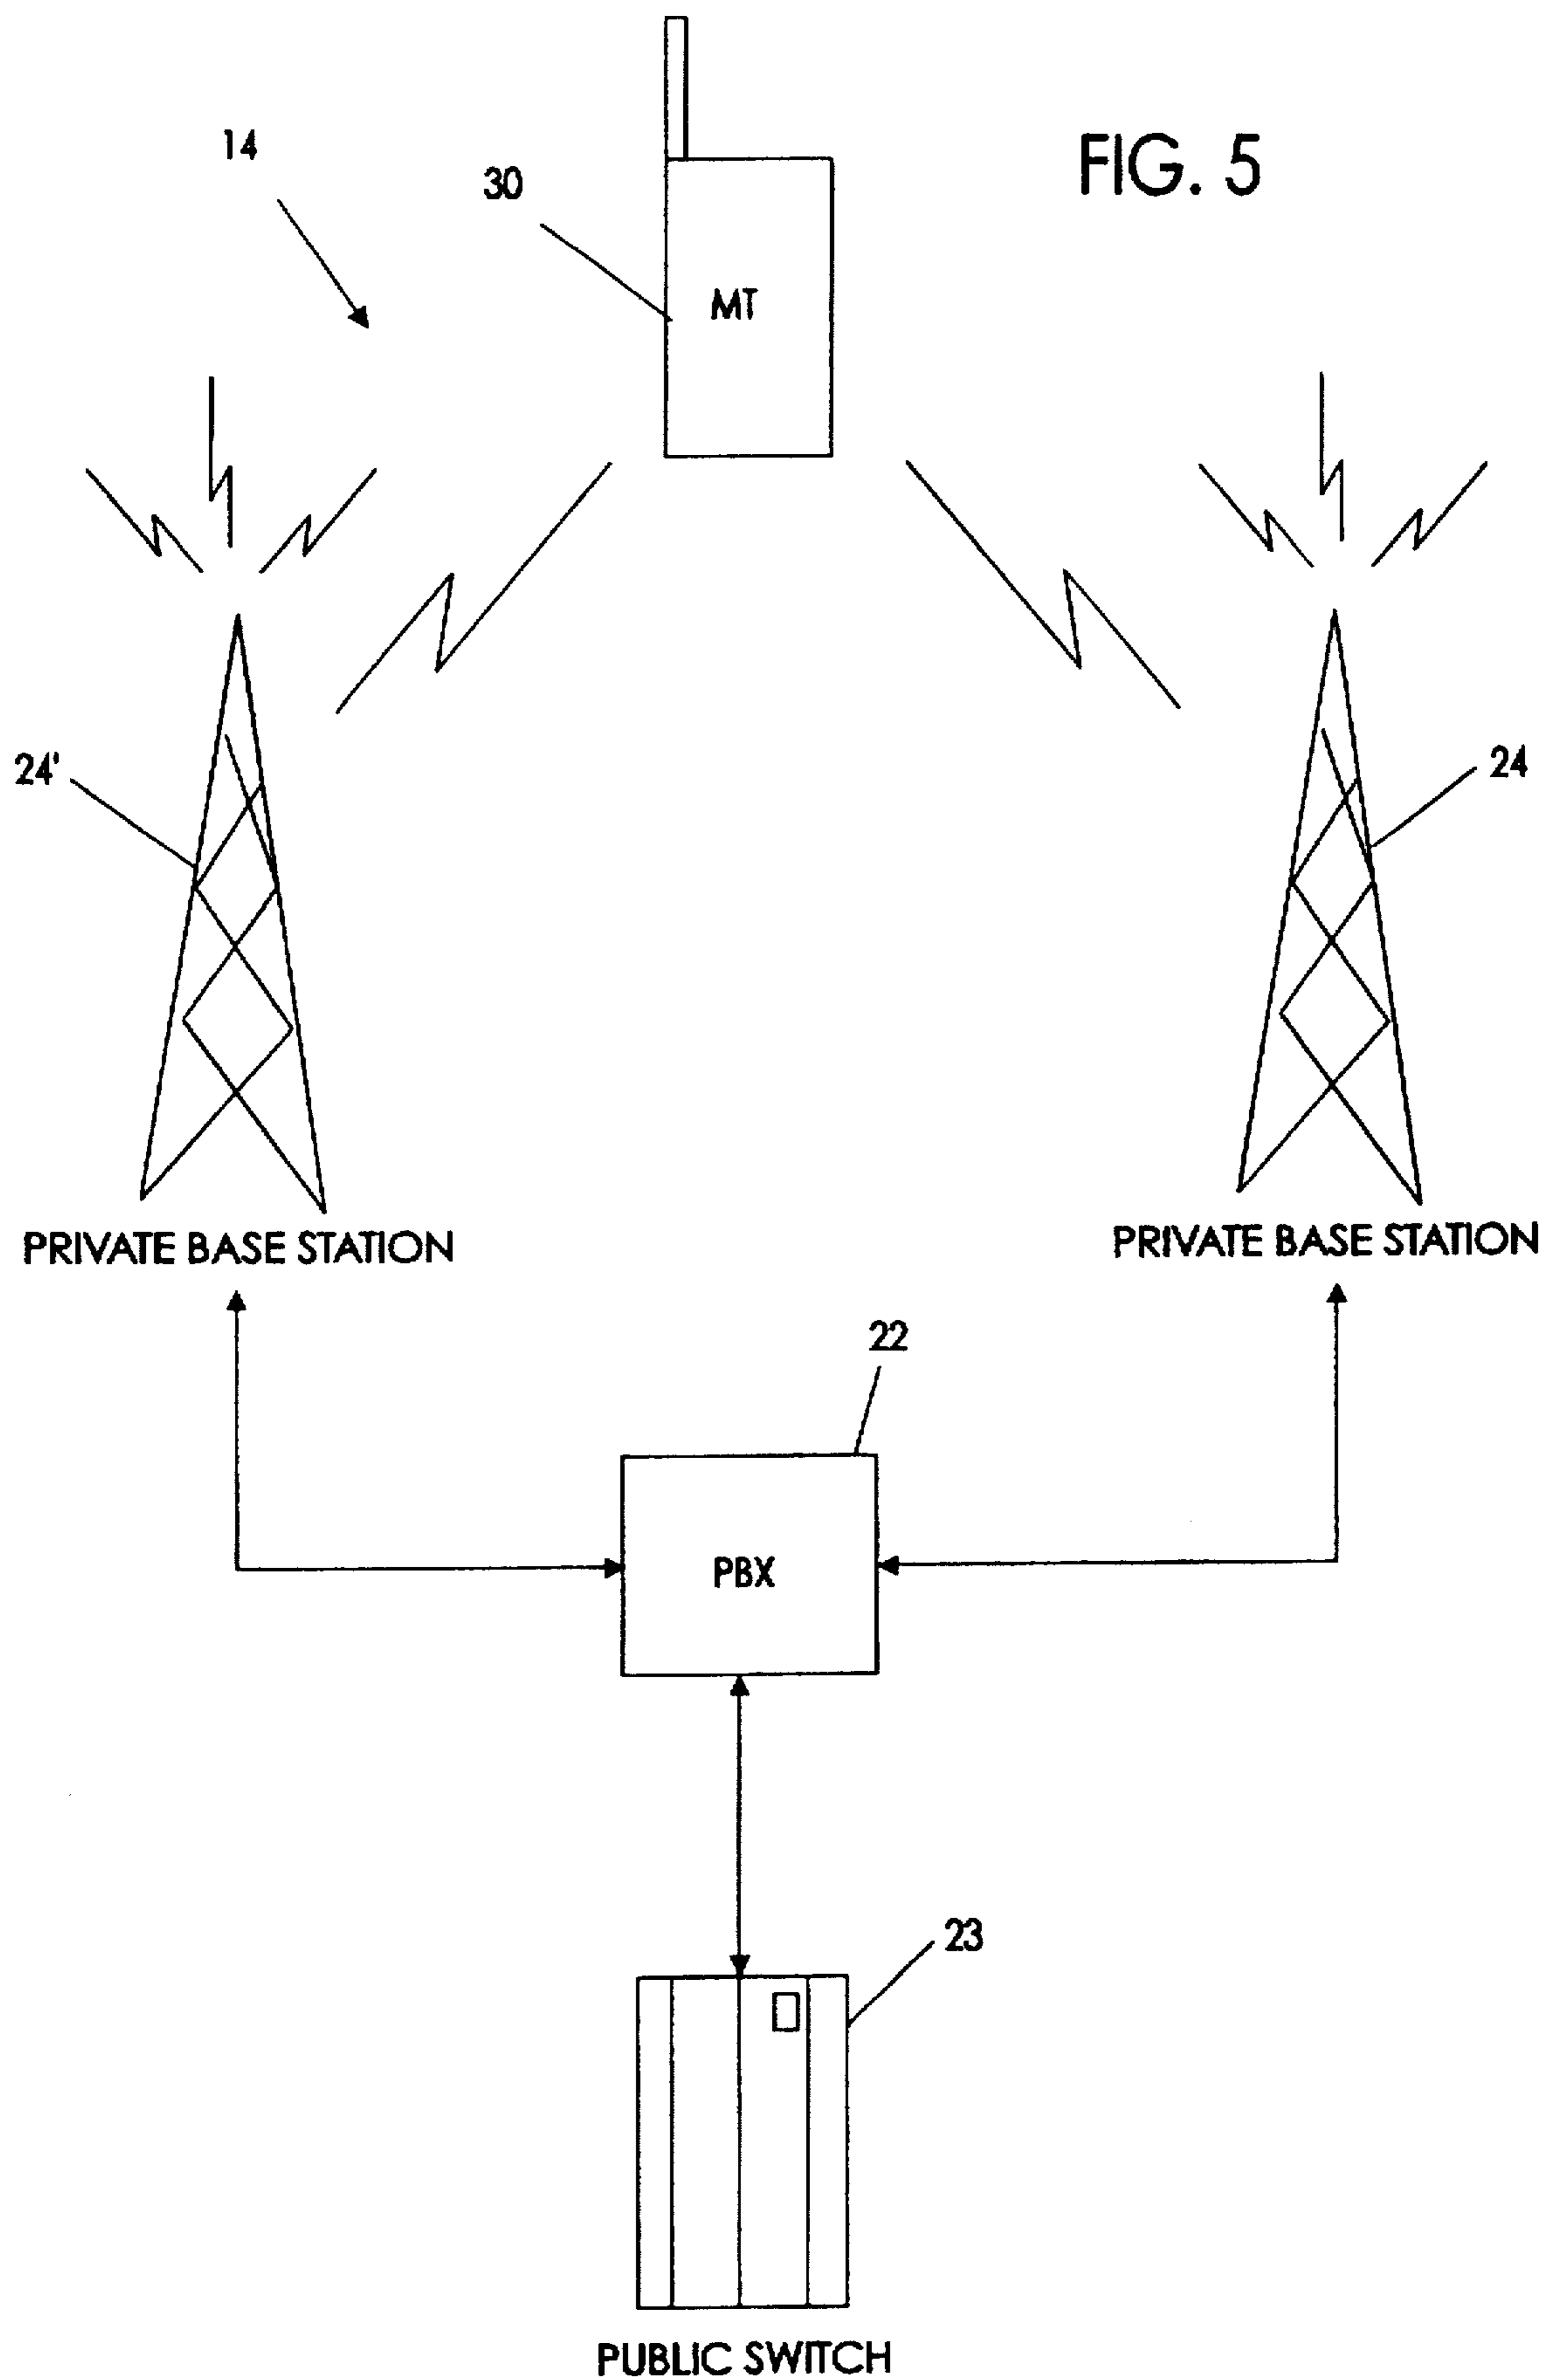 14
30
FIG. 5
MT
24'
24
PRIVATE BASE STATION
PRIVATE BASE STATION
22
PBX
23
PUBLIC SWITCH